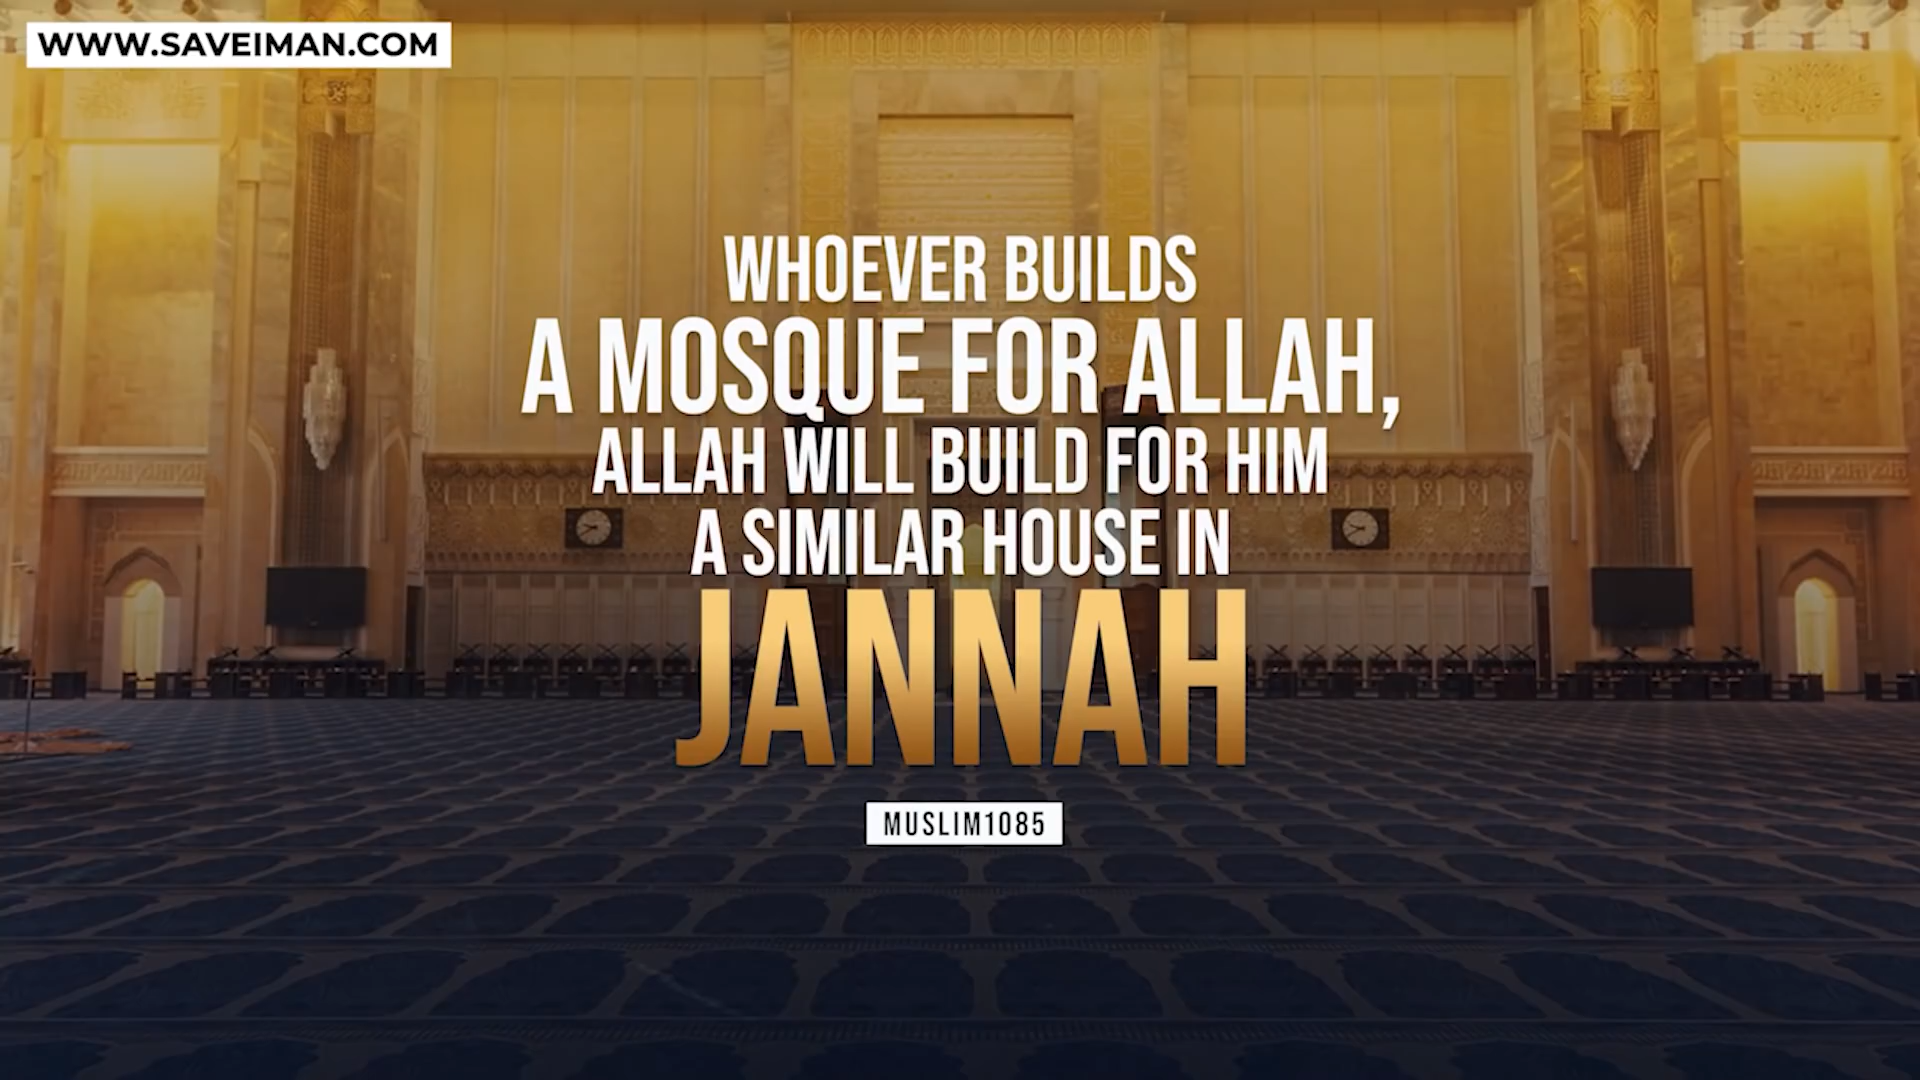 WWW.SAVEIMAN.COM
WHOEVER BUILDS
A MOSQUE FOR ALLAH,
ALLAH WILL BUILD FOR HIM
A SIMILAR HOUSE IN
JANNAH
MUSLIM1085